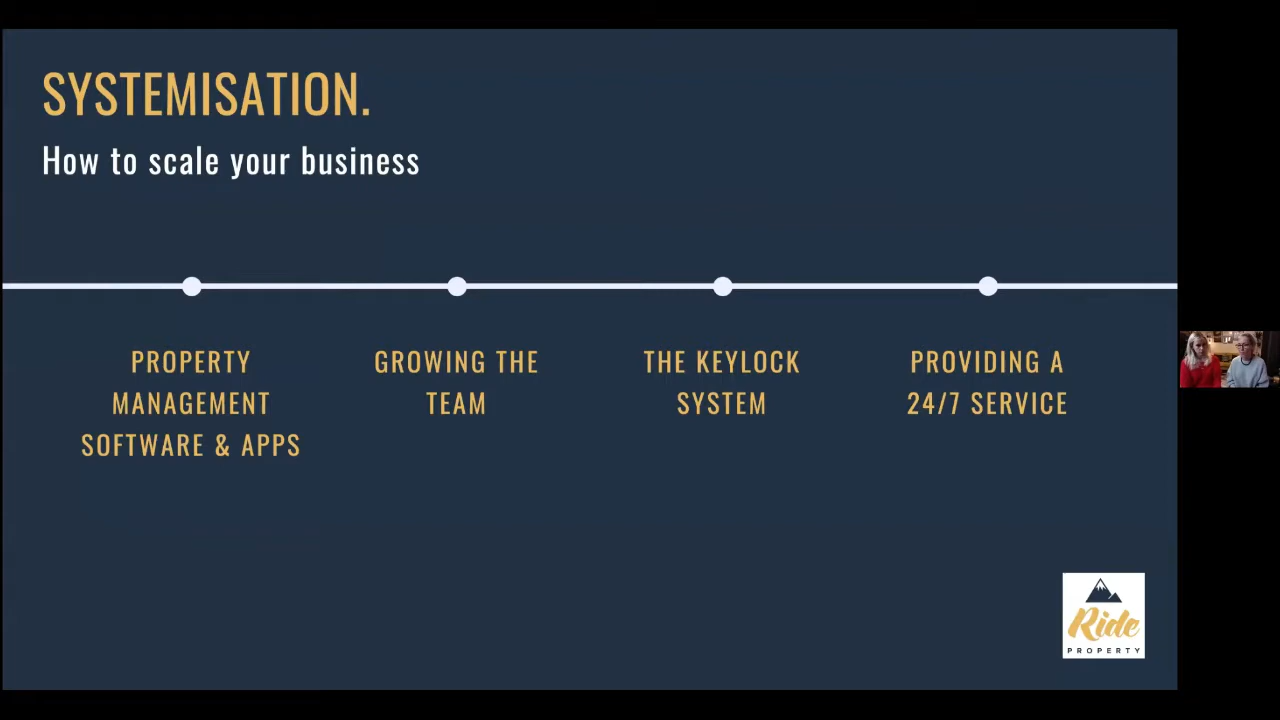 SYSTEMISATION.
How to scale your business
PROPERTY
MANAGEMENT
SOFTWARE & APPS
GROWING THE
TEAM
THE KEYLOCK
SYSTEM
PROVIDING A
24/7 SERVICE
Ride
PROPERTY